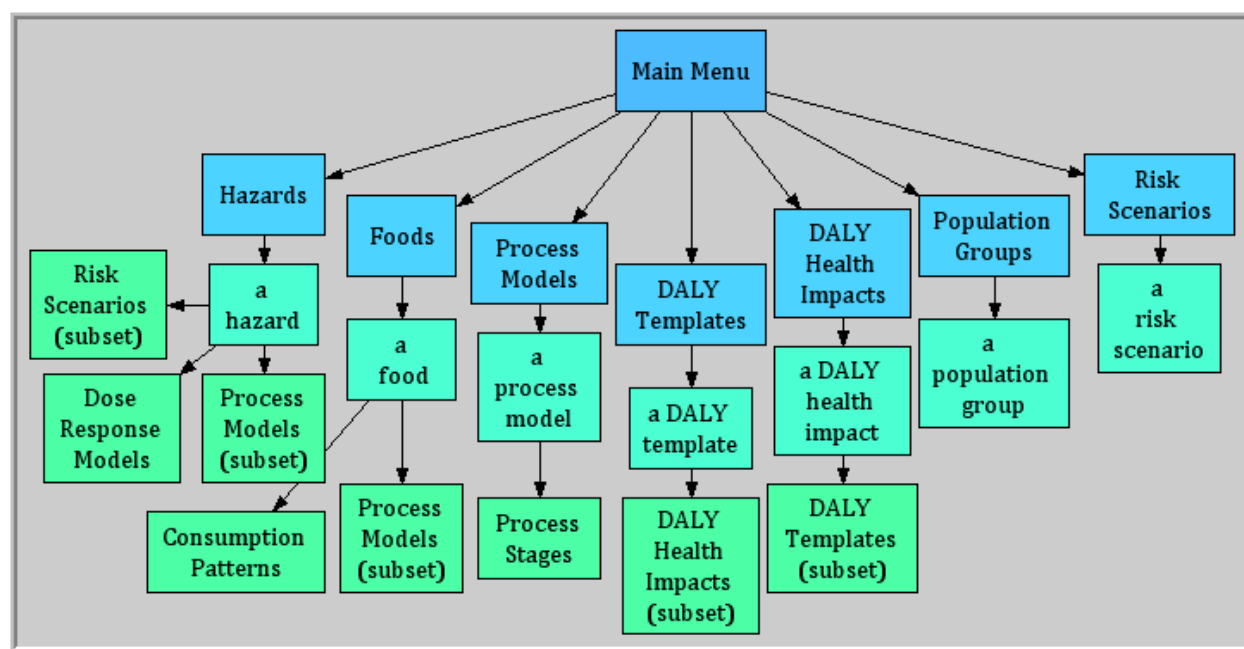 Main Menu
Hazards
Foods
Process
Models
DALY
Templates
DALY
Health
Impacts
Population
Groups
Risk
Scenarios
Risk
Scenarios
(subset)
a
hazard
a
food
a
process
model
a DALY
template
a DALY
health
impact
a
population
group
a
risk
scenario
Dose
Response
Models
Process
Models
(subset)
Consumption
Patterns
Process
Models
(subset)
Process
Stages
DALY
Health
Impacts
(subset)
DALY
Templates
(subset)